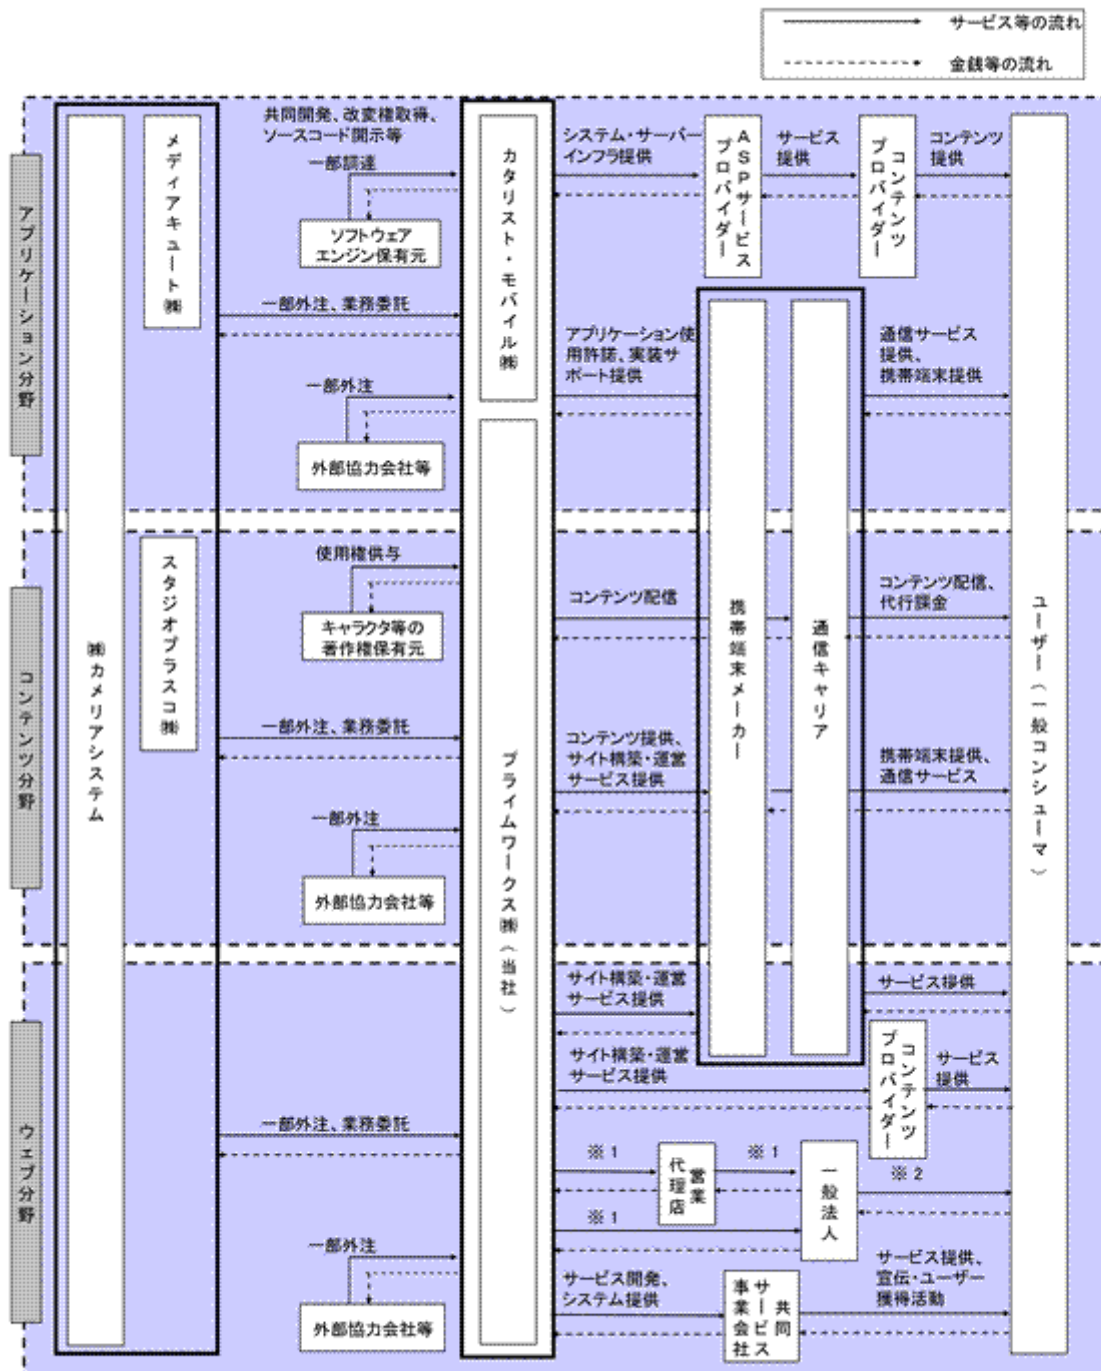 サービス等の流れ
金銭等の流れ
アプリケーション分野
㈱カメリアシステム
メディアキュート㈱
共同開発、改変権取得、
ソースコード開示等
一部調達
ソフトウェア
エンジン保有元
一部外注、業務委託
一部外注
外部協力会社等
カタリスト・モバイル㈱
プライムワークス㈱（当社）
システム・サーバー
インフラ提供
ASPサービス
プロバイダー
サービス
提供
コンテンツ
プロバイダー
コンテンツ
提供
アプリケーション使
用許諾、実装サ
ポート提供
携帯端末メーカー
通信キャリア
通信サービス
提供、
携帯端末提供
ユーザー（一般コンシューマ）
コンテンツ分野
スタジオプラスコ㈱
使用権供与
キャラクタ等の
著作権保有元
一部外注、業務委託
一部外注
外部協力会社等
コンテンツ配信
コンテンツ配信、
代行課金
コンテンツ提供、
サイト構築・運営
サービス提供
携帯端末提供、
通信サービス
ウェブ分野
一部外注、業務委託
一部外注
外部協力会社等
サイト構築・運営
サービス提供
サービス提供
サイト構築・運営
サービス提供
コンテンツ
プロバイダー
サービス
提供
※1
営業
代理店
※1
一般法人
※2
※1
サービス開発、
システム提供
共同
サービス
事業会社
サービス提供、
宣伝・ユーザー
獲得活動